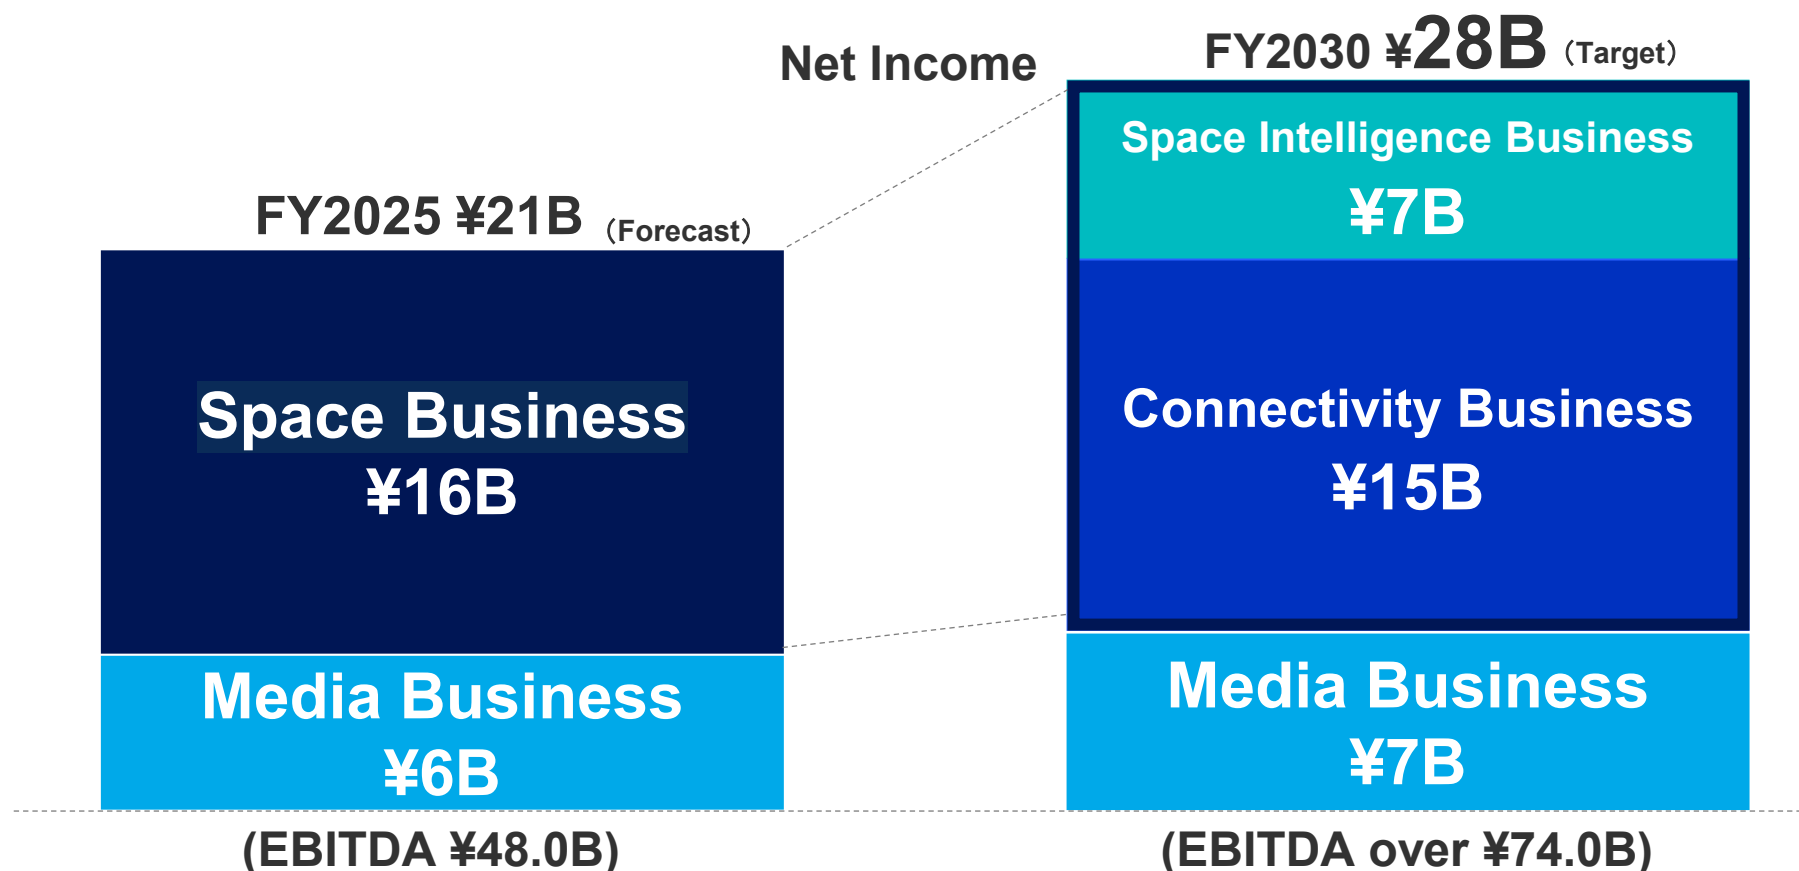 Net Income
FY2025 ¥21B （Forecast）
Space Business
¥16B
Media Business
¥6B
(EBITDA ¥48.0B)
FY2030 ¥28B （Target）
Space Intelligence Business
¥7B
Connectivity Business
¥15B
Media Business
¥7B
(EBITDA over ¥74.0B)